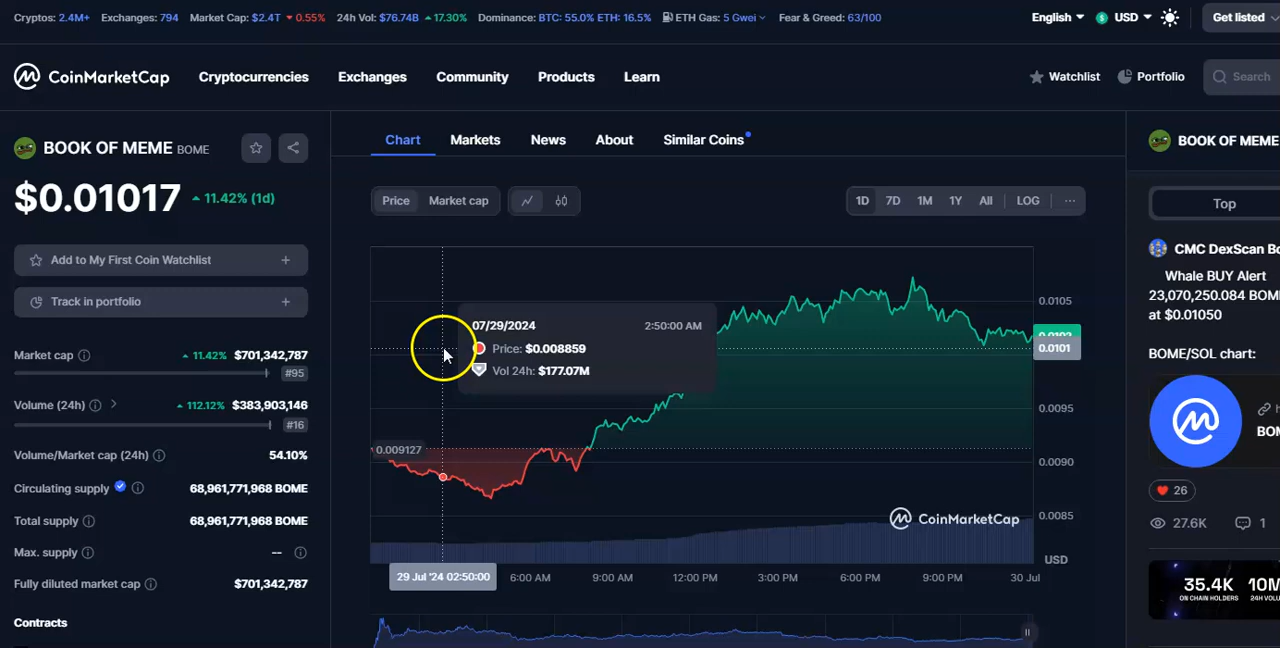 Cryptos: 2.4M+ Exchanges: 794 Market Cap: $2.4T 0.55% 24h Vol: $76.74B 17.30% Dominance: BTC: 55.0% ETH: 16.5% ETH Gas: 5 Gwei Fear & Greed: 63/100
English USD Get listed
CoinMarketCap Cryptocurrencies Exchanges Community Products Learn Watchlist Portfolio Search
BOOK OF MEME BOME
$0.01017 11.42% (1d)
Add to My First Coin Watchlist +
Track in portfolio +
Market cap 11.42% $701,342,787
#95
Volume (24h) 112.12% $383,903,146
#16
Volume/Market cap (24h) 54.10%
Circulating supply 68,961,771,968 BOME
Total supply 68,961,771,968 BOME
Max. supply --
Fully diluted market cap $701,342,787
Contracts
Chart Markets News About Similar Coins
Price Market cap 1D 7D 1M 1Y All LOG ...
07/29/2024 2:50:00 AM
Price: $0.008859
Vol 24h: $177.07M
0.009127
0.0105
0.0102
0.0101
0.0095
0.0090
0.0085
CoinMarketCap
USD
29 Jul '24 02:50:00 6:00 AM 9:00 AM 12:00 PM 3:00 PM 6:00 PM 9:00 PM 30 Jul
BOOK OF MEME
Top
CMC DexScan Bo
Whale BUY Alert
23,070,250.084 BOME
at $0.01050
BOME/SOL chart:
BOM
26
27.6K 1
35.4K 10M
ON CHAIN HOLDERS 24H VOLU